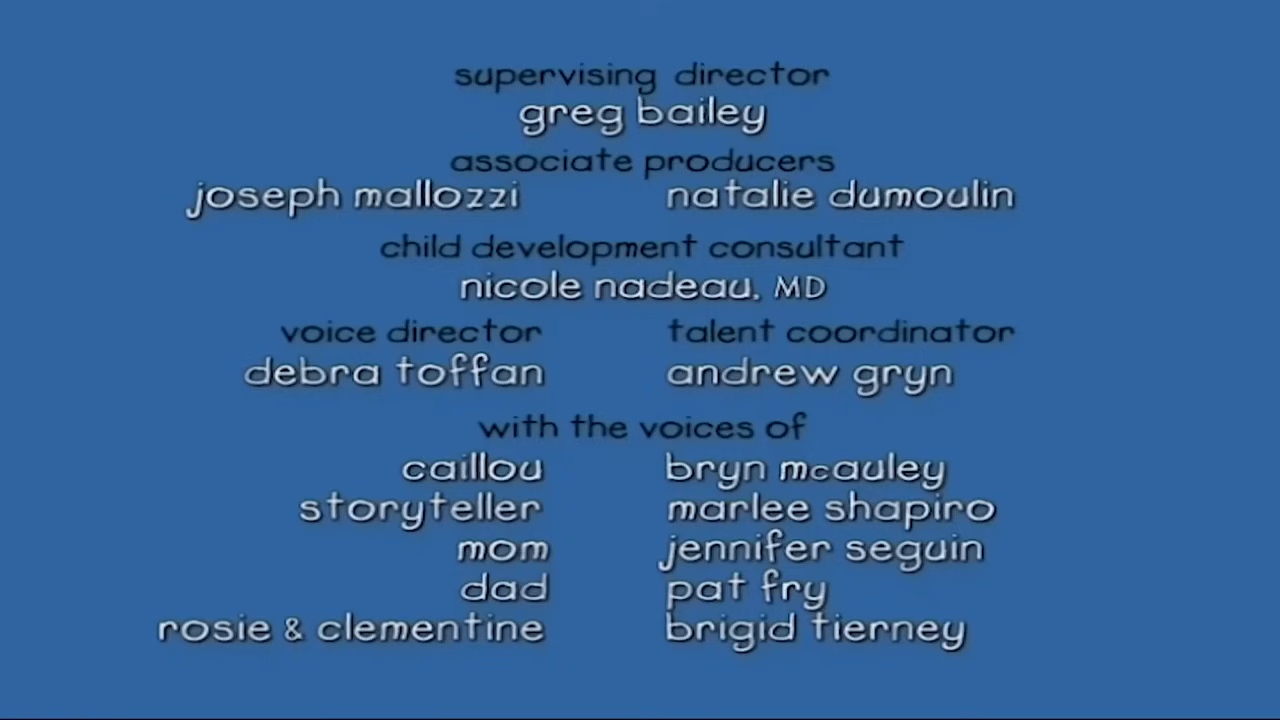 supervising director
greg bailey
associate producers
joseph mallozzi natalie dumoulin
child development consultant
nicole nadeau, MD
voice director talent coordinator
debra toffan andrew gryn
with the voices of
caillou bryn mcauley
storyteller marlee shapiro
mom jennifer seguin
dad pat fry
rosie & clementine brigid tierney